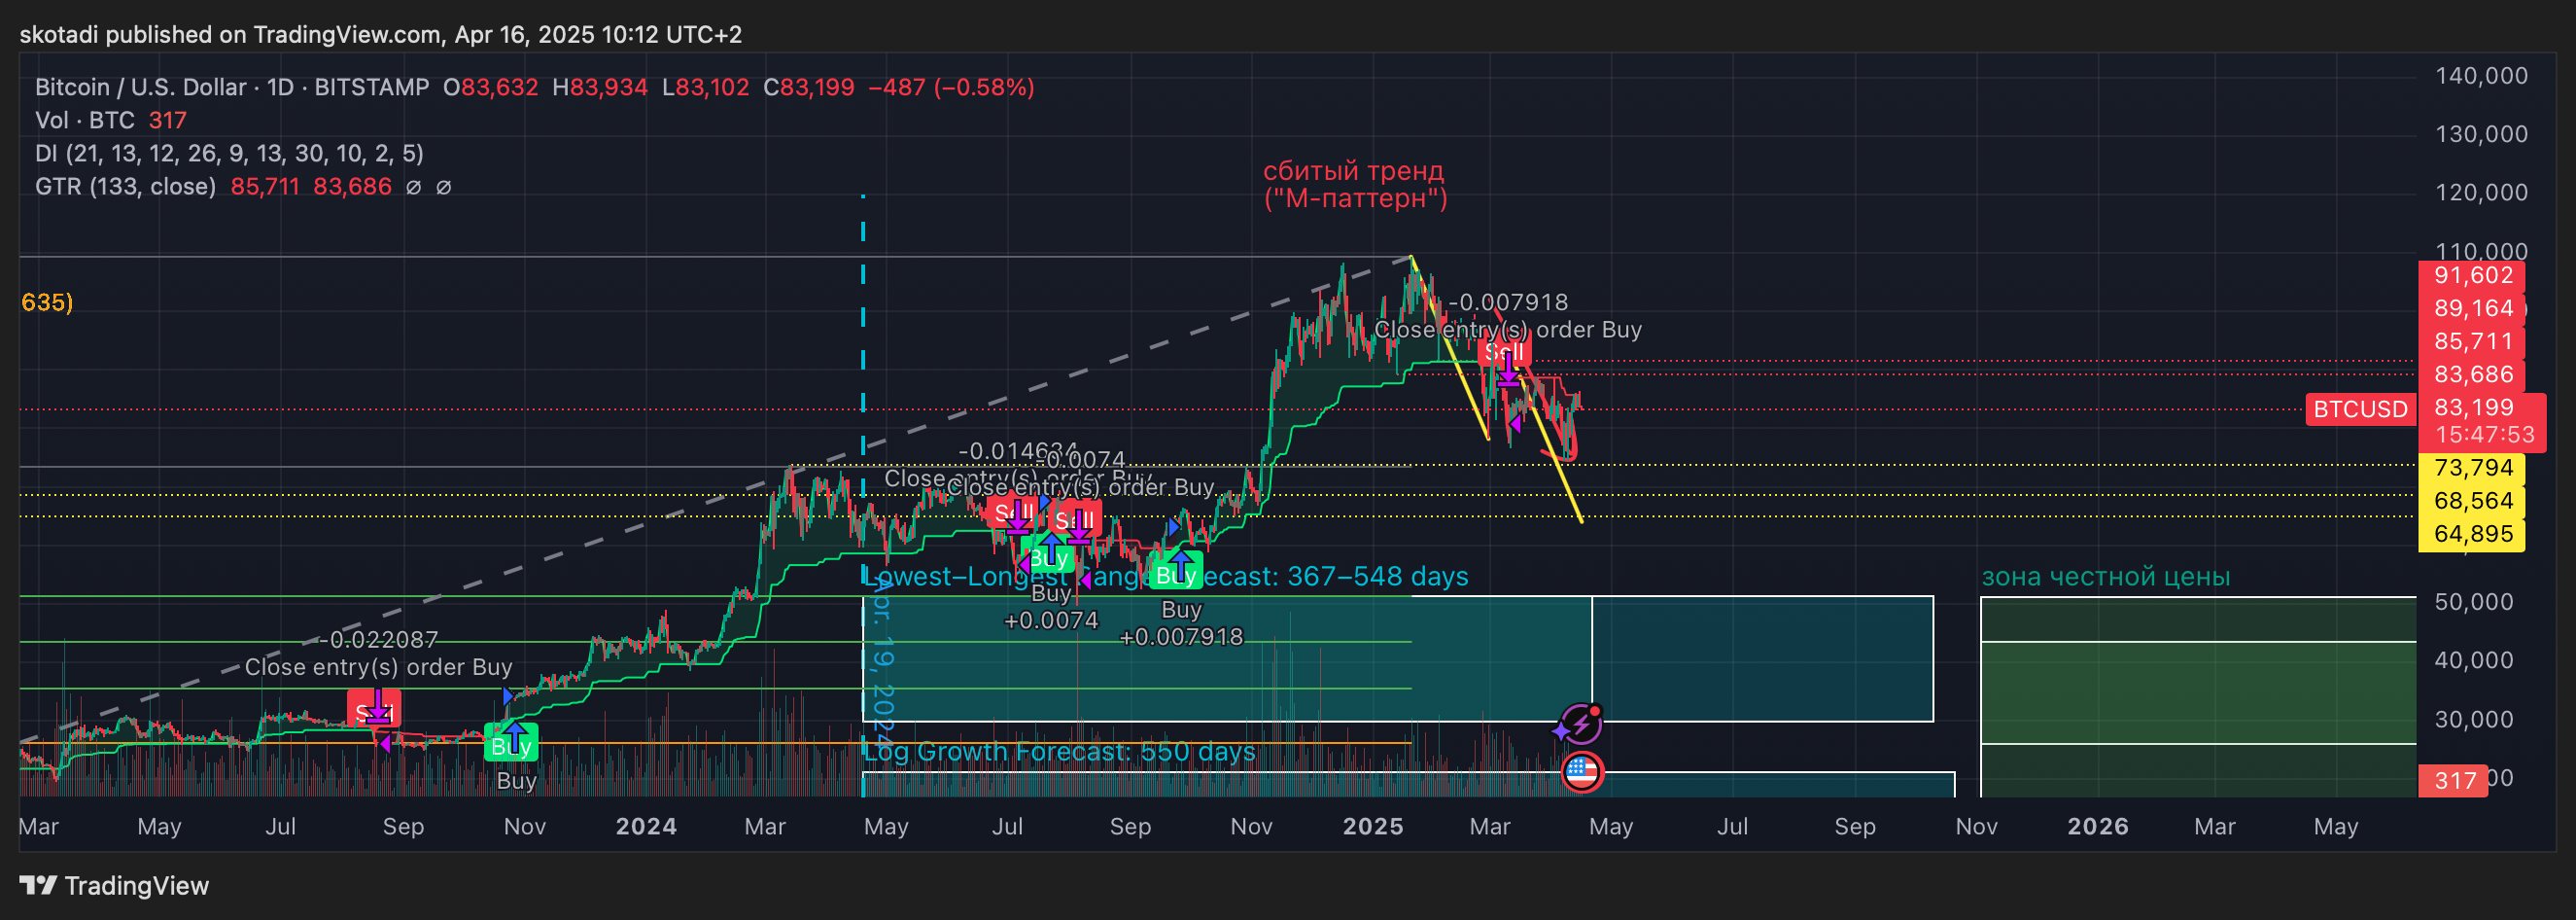 skotadi published on TradingView.com, Apr 16, 2025 10:12 UTC+2
Bitcoin / U.S. Dollar · 1D · BITSTAMP O83,632 H83,934 L83,102 C83,199 −487 (−0.58%)
Vol · BTC 317
DI (21, 13, 12, 26, 9, 13, 30, 10, 2, 5)
GTR (133, close) 85,711 83,686 ∅ ∅
635)
сбитый тренд
("М-паттерн")
-0.007918
Close entry(s) order Buy
Sell
-0.014634
-0.0074
Close entry(s) order Buy
Close entry(s) order Buy
Sell
Sell
Buy
Buy
Buy
+0.0074
Buy
+0.007918
Lowest–Longest Range Forecast: 367–548 days
Apr. 19, 2024
Log Growth Forecast: 550 days
зона честной цены
-0.022087
Close entry(s) order Buy
Sell
Buy
Buy
140,000
130,000
120,000
110,000
91,602
89,164
85,711
83,686
BTCUSD
83,199
15:47:53
73,794
68,564
64,895
50,000
40,000
30,000
317
Mar
May
Jul
Sep
Nov
2024
Mar
May
Jul
Sep
Nov
2025
Mar
May
Jul
Sep
Nov
2026
Mar
May
TradingView